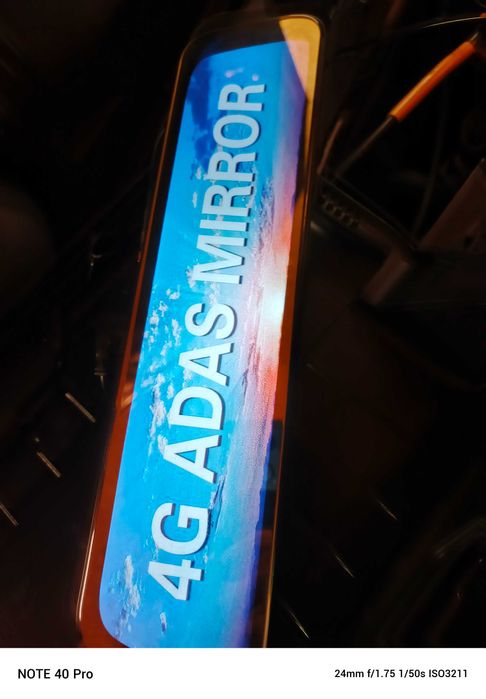 4G ADAS MIRROR
NOTE 40 Pro
24mm f/1.75 1/50s ISO3211